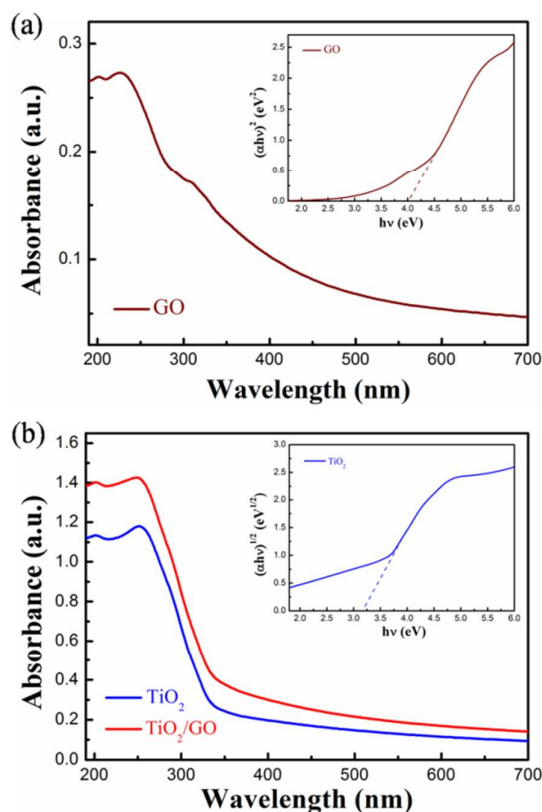 (a)
0.3
0.2
0.1
Absorbance (a.u.)
GO
200 300 400 500 600 700
Wavelength (nm)
GO
2.5
2.0
1.5
1.0
0.5
0.0
(αhν)² (eV²)
2.0 2.5 3.0 3.5 4.0 4.5 5.0 5.5 6.0
hν (eV)
(b)
1.6
1.4
1.2
1.0
0.8
0.6
0.4
0.2
0.0
Absorbance (a.u.)
TiO₂
TiO₂/GO
200 300 400 500 600 700
Wavelength (nm)
TiO₂
3.0
2.5
2.0
1.5
1.0
0.5
0.0
(αhν)^1/2 (eV^1/2)
2.0 2.5 3.0 3.5 4.0 4.5 5.0 5.5 6.0
hν (eV)